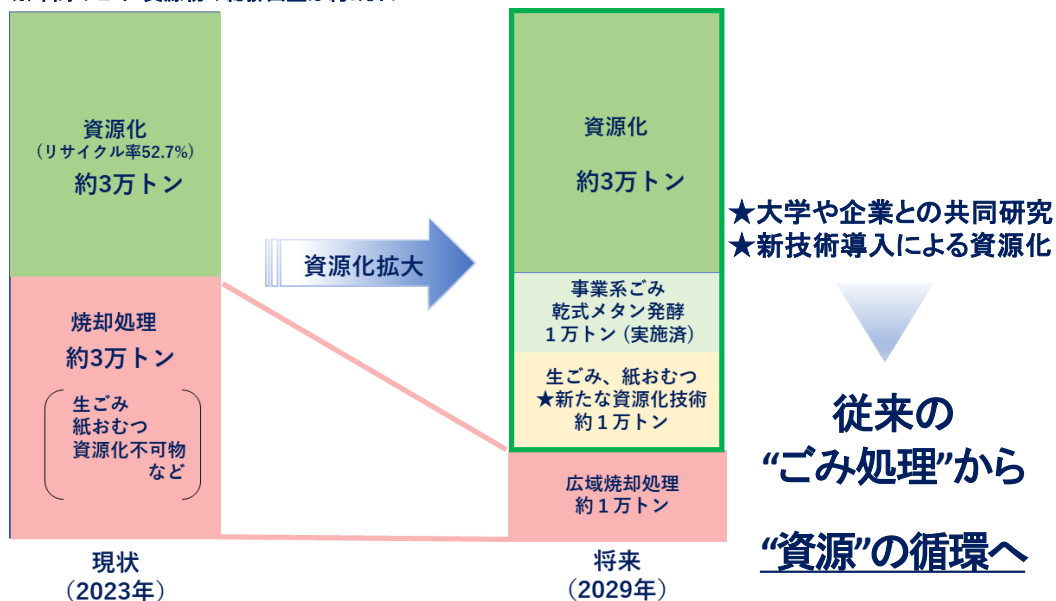 資源化
（リサイクル率52.7%）
約3万トン
焼却処理
約3万トン
生ごみ
紙おむつ
資源化不可物
など
現状
（2023年）
資源化拡大
資源化
約3万トン
事業系ごみ
乾式メタン発酵
１万トン（実施済）
生ごみ、紙おむつ
★新たな資源化技術
約１万トン
広域焼却処理
約１万トン
将来
（2029年）
★大学や企業との共同研究
★新技術導入による資源化
従来の
“ごみ処理”から
“資源”の循環へ